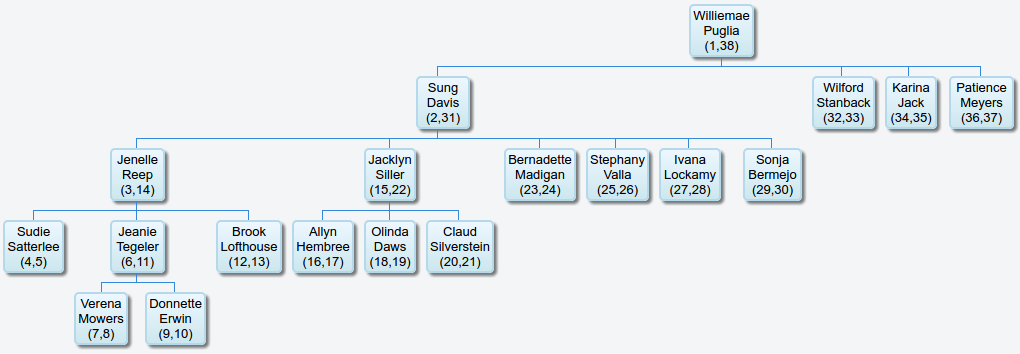 Williemae
Puglia
(1,38)
Sung
Davis
(2,31)
Wilford
Stanback
(32,33)
Karina
Jack
(34,35)
Patience
Meyers
(36,37)
Jenelle
Reep
(3,14)
Jacklyn
Siller
(15,22)
Bernadette
Madigan
(23,24)
Stephany
Valla
(25,26)
Ivana
Lockamy
(27,28)
Sonja
Bermejo
(29,30)
Sudie
Satterlee
(4,5)
Jeanie
Tegeler
(6,11)
Brook
Lofthouse
(12,13)
Allyn
Hembree
(16,17)
Olinda
Daws
(18,19)
Claud
Silverstein
(20,21)
Verena
Mowers
(7,8)
Donnette
Erwin
(9,10)